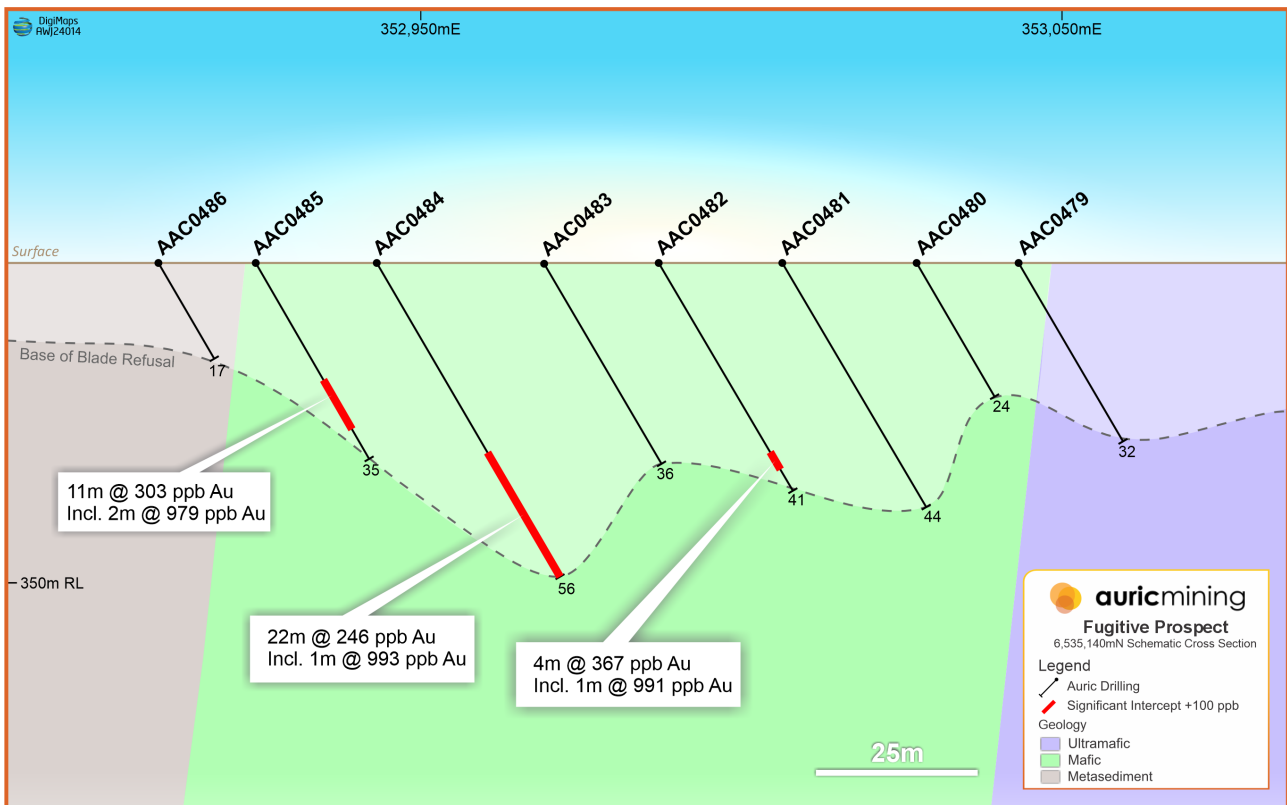 DigiMaps
AWJ24014
352,950mE
353,050mE
AAC0486
AAC0485
AAC0484
AAC0483
AAC0482
AAC0481
AAC0480
AAC0479
Surface
Base of Blade Refusal
17
35
56
36
41
44
24
32
11m @ 303 ppb Au
Incl. 2m @ 979 ppb Au
350m RL
22m @ 246 ppb Au
Incl. 1m @ 993 ppb Au
4m @ 367 ppb Au
Incl. 1m @ 991 ppb Au
25m
auricmining
Fugitive Prospect
6,535,140mN Schematic Cross Section
Legend
Auric Drilling
Significant Intercept +100 ppb
Geology
Ultramafic
Mafic
Metasediment